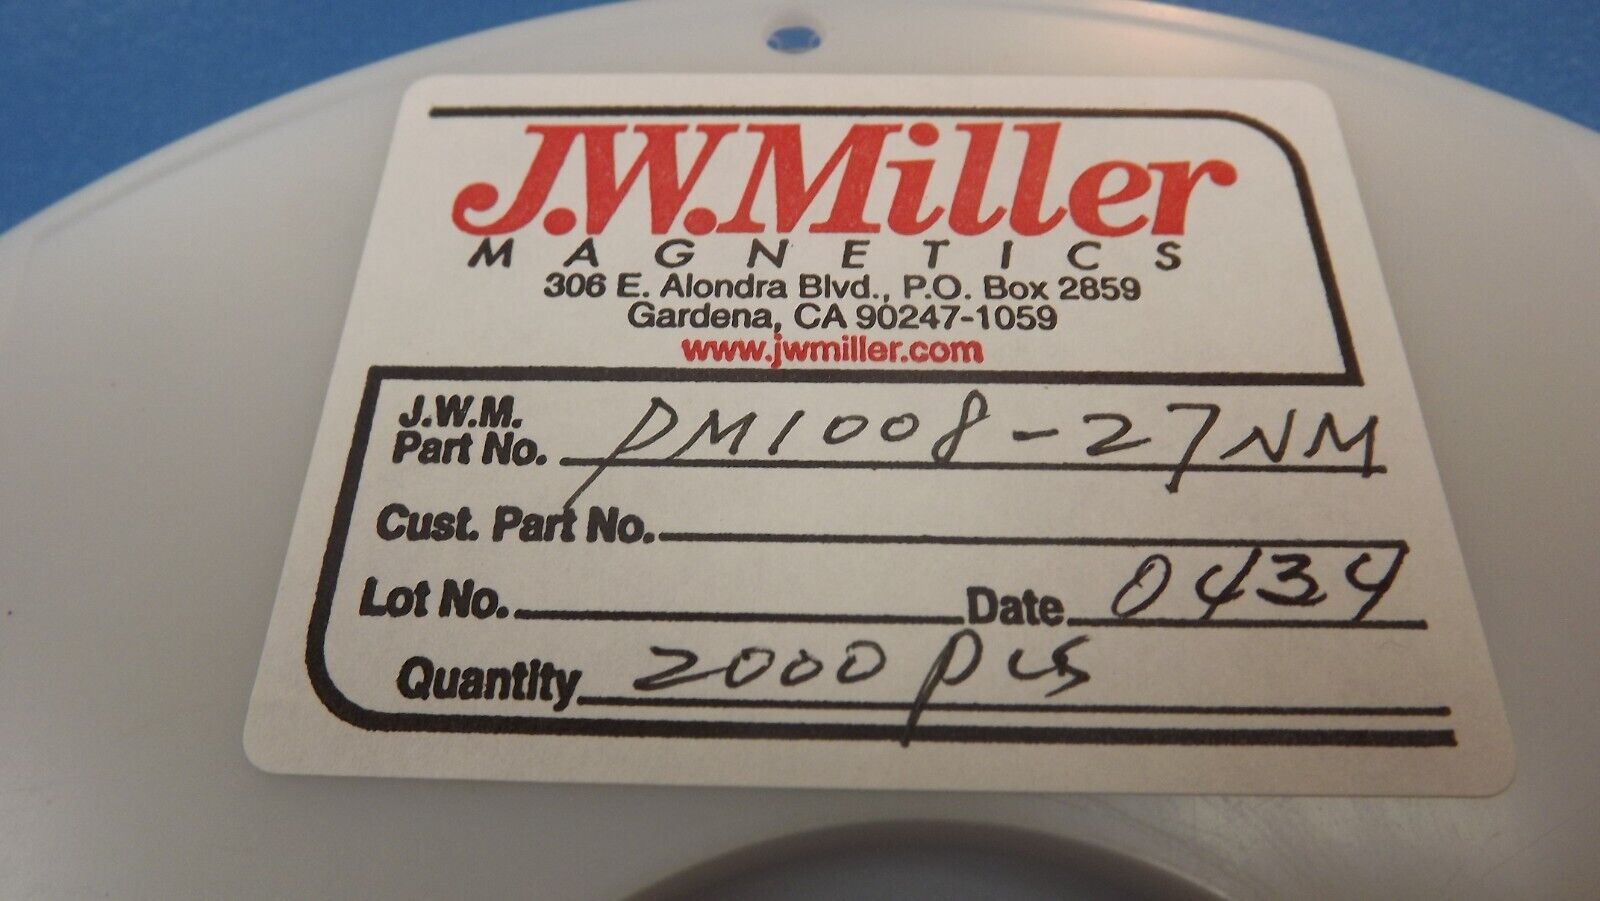 J.W.Miller
MAGNETICS
306 E. Alondra Blvd., P.O. Box 2859
Gardena, CA 90247-1059
www.jwmiller.com
J.W.M.
Part No. PM1008-27NM
Cust. Part No.
Lot No. Date 0434
Quantity 2000 pcs